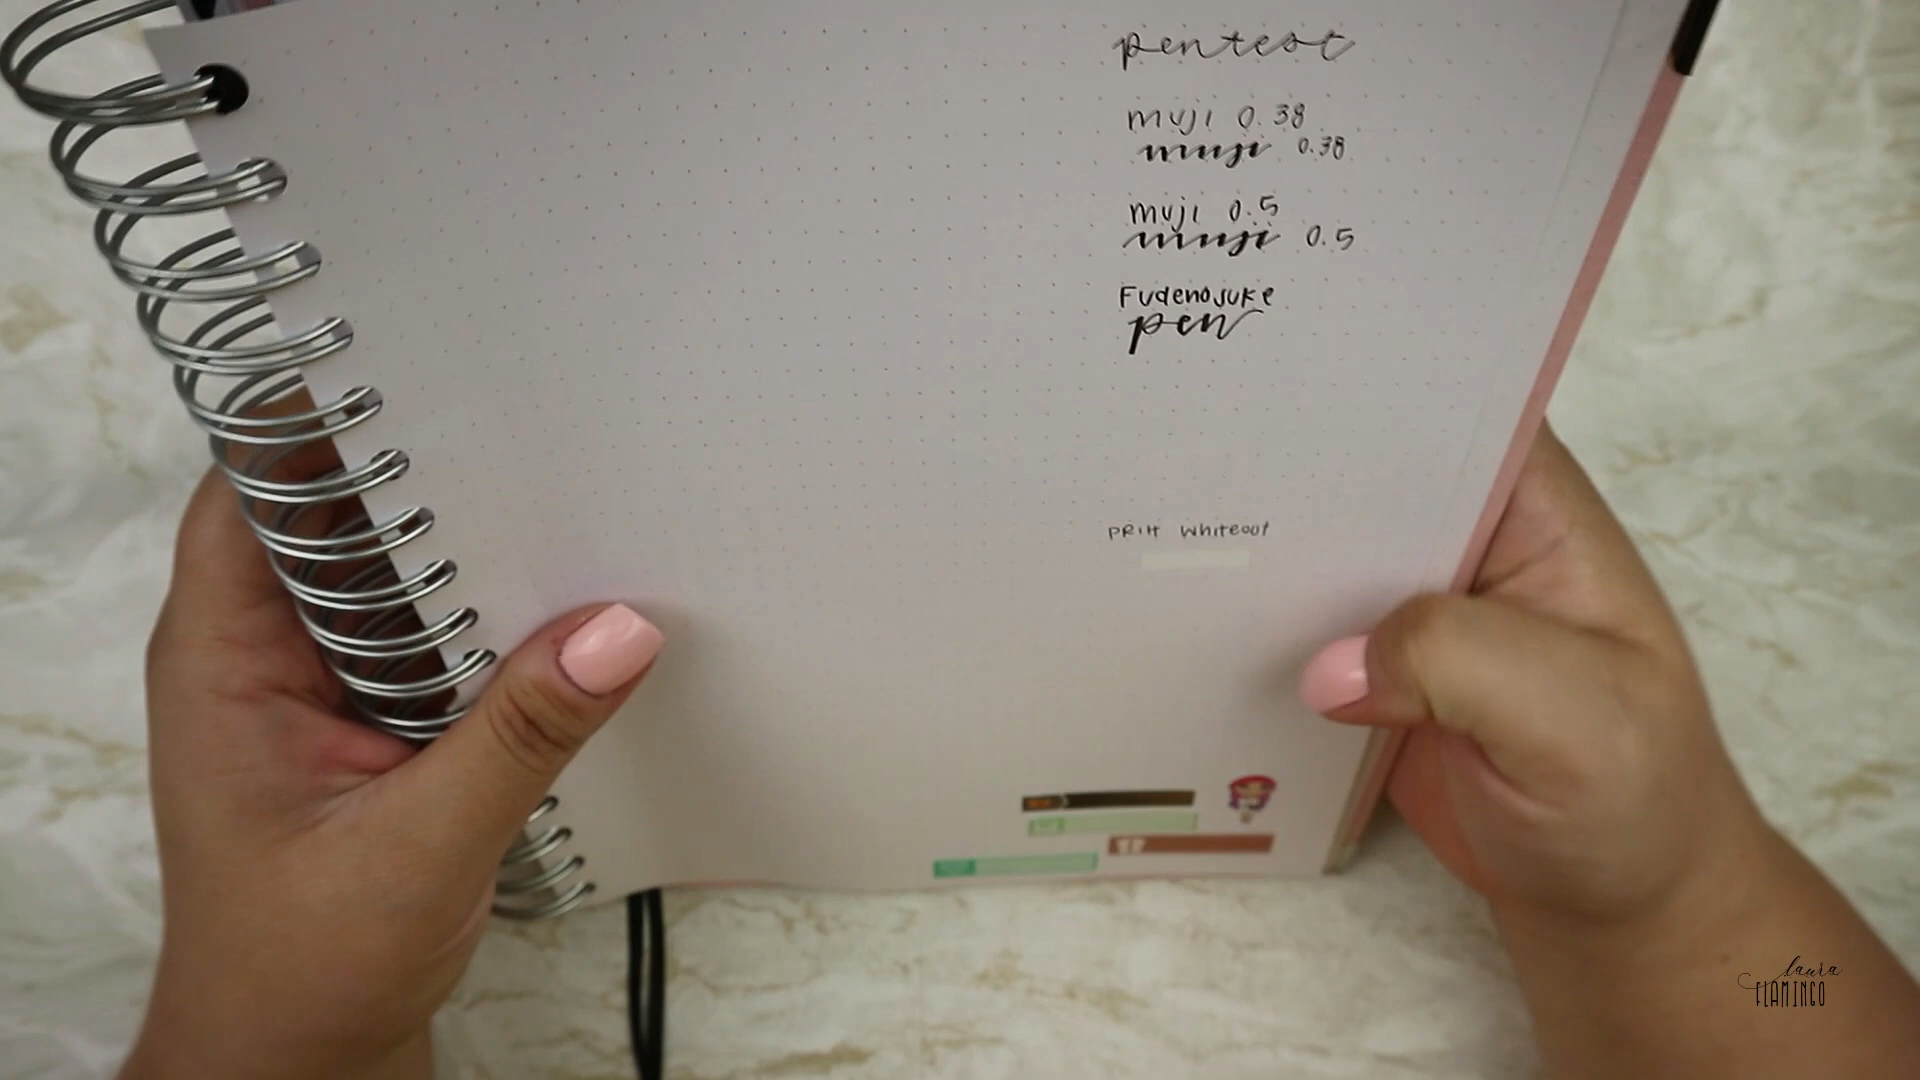 pentest
muji 0.38
muji 0.38
muji 0.5
muji 0.5
Fudenosuke
pen
PRITT whiteout
laura
FLAMINGO